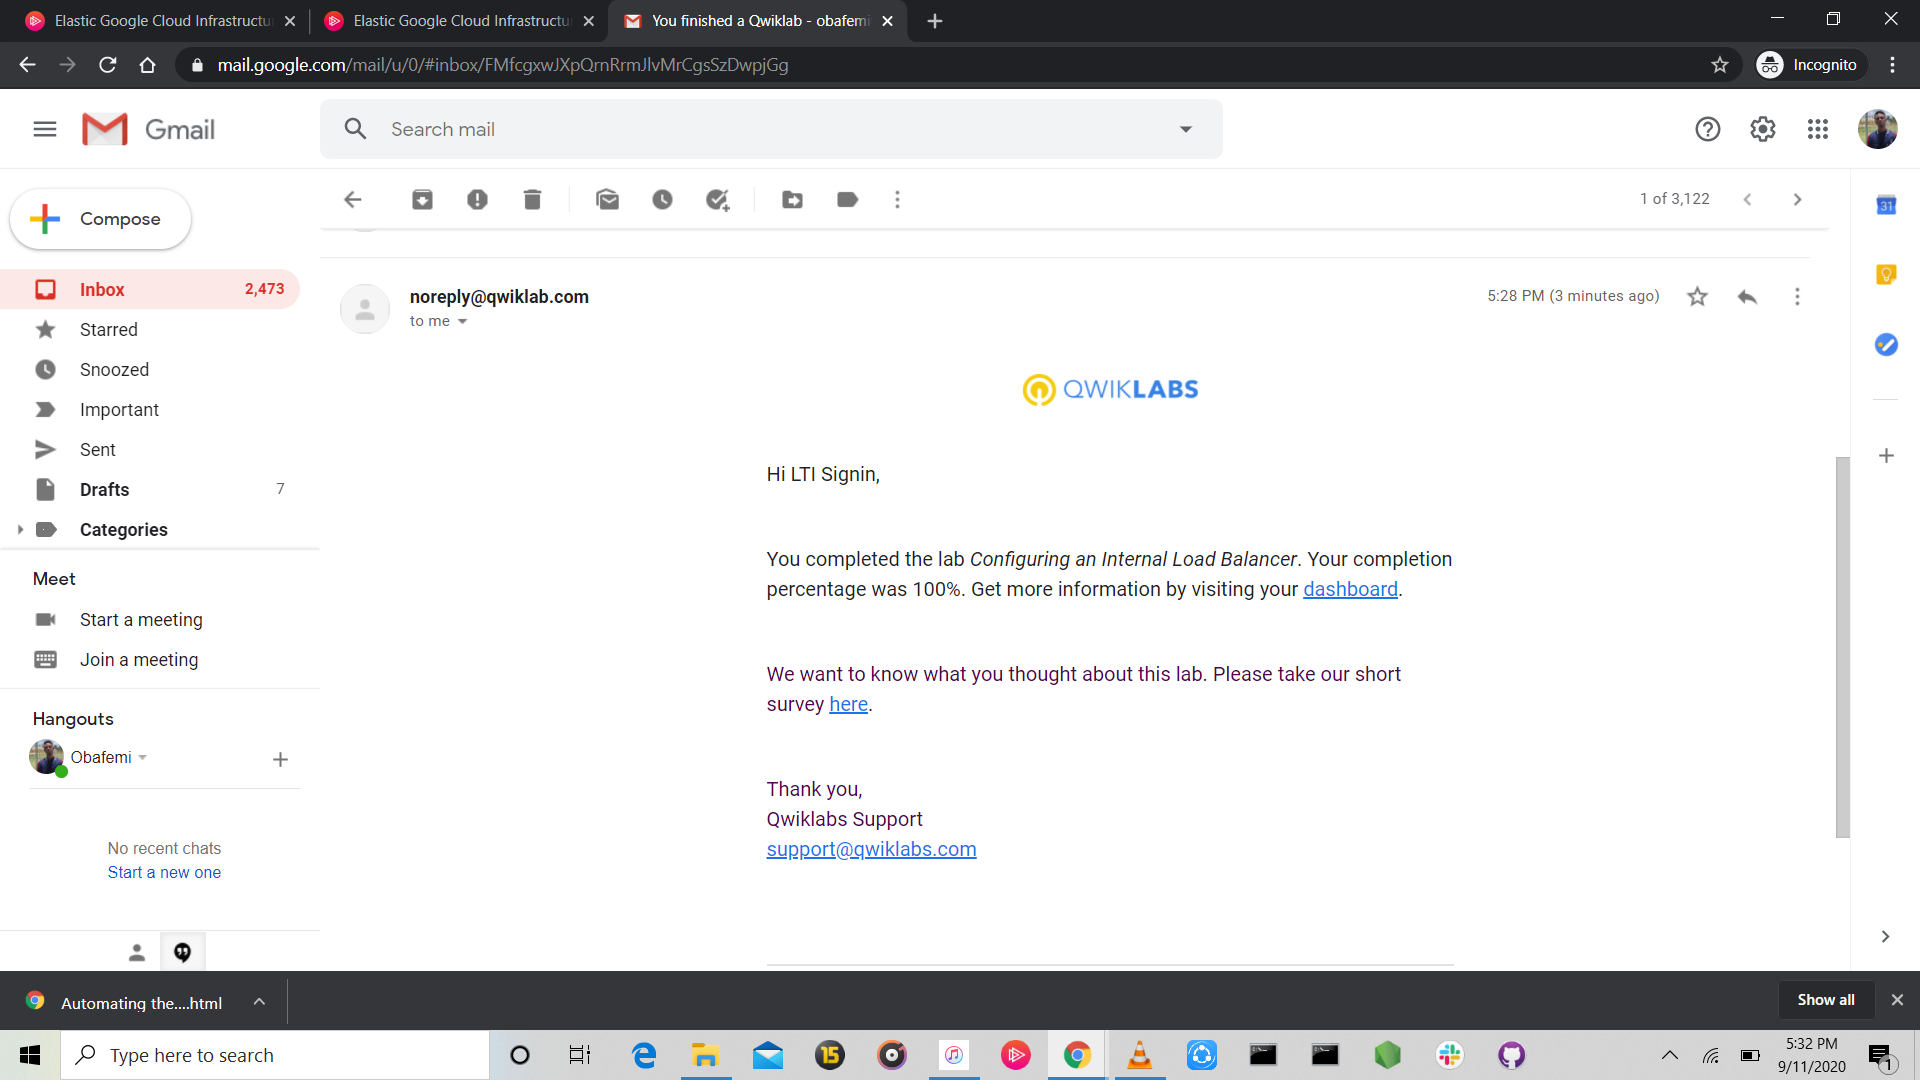 Elastic Google Cloud Infrastructu
Elastic Google Cloud Infrastructu
You finished a Qwiklab - obafemi
mail.google.com/mail/u/0/#inbox/FMfcgxwJXpQrnRrmJlvMrCgsSzDwpjGg
Incognito
Gmail
Search mail
Compose
1 of 3,122
31
Inbox 2,473
Starred
Snoozed
Important
Sent
Drafts 7
Categories
Meet
Start a meeting
Join a meeting
Hangouts
Obafemi
No recent chats
Start a new one
noreply@qwiklab.com
5:28 PM (3 minutes ago)
to me
QWIKLABS
Hi LTI Signin,
You completed the lab Configuring an Internal Load Balancer. Your completion
percentage was 100%. Get more information by visiting your dashboard.
We want to know what you thought about this lab. Please take our short
survey here.
Thank you,
Qwiklabs Support
support@qwiklabs.com
Automating the....html
Show all
Type here to search
15
5:32 PM
9/11/2020
1